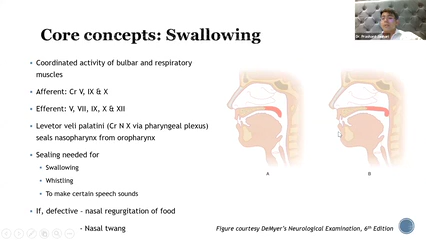 Core concepts: Swallowing
Coordinated activity of bulbar and respiratory
muscles
Afferent: Cr V, IX & X
Efferent: V, VII, IX, X & XII
Levetor veli palatini (Cr N X via pharyngeal plexus)
seals nasopharynx from oropharynx
Sealing needed for
Swallowing
Whistling
To make certain speech sounds
If, defective - nasal regurgitation of food
- Nasal twang
A
B
Figure courtesy DeMyer's Neurological Examination, 6th Edition